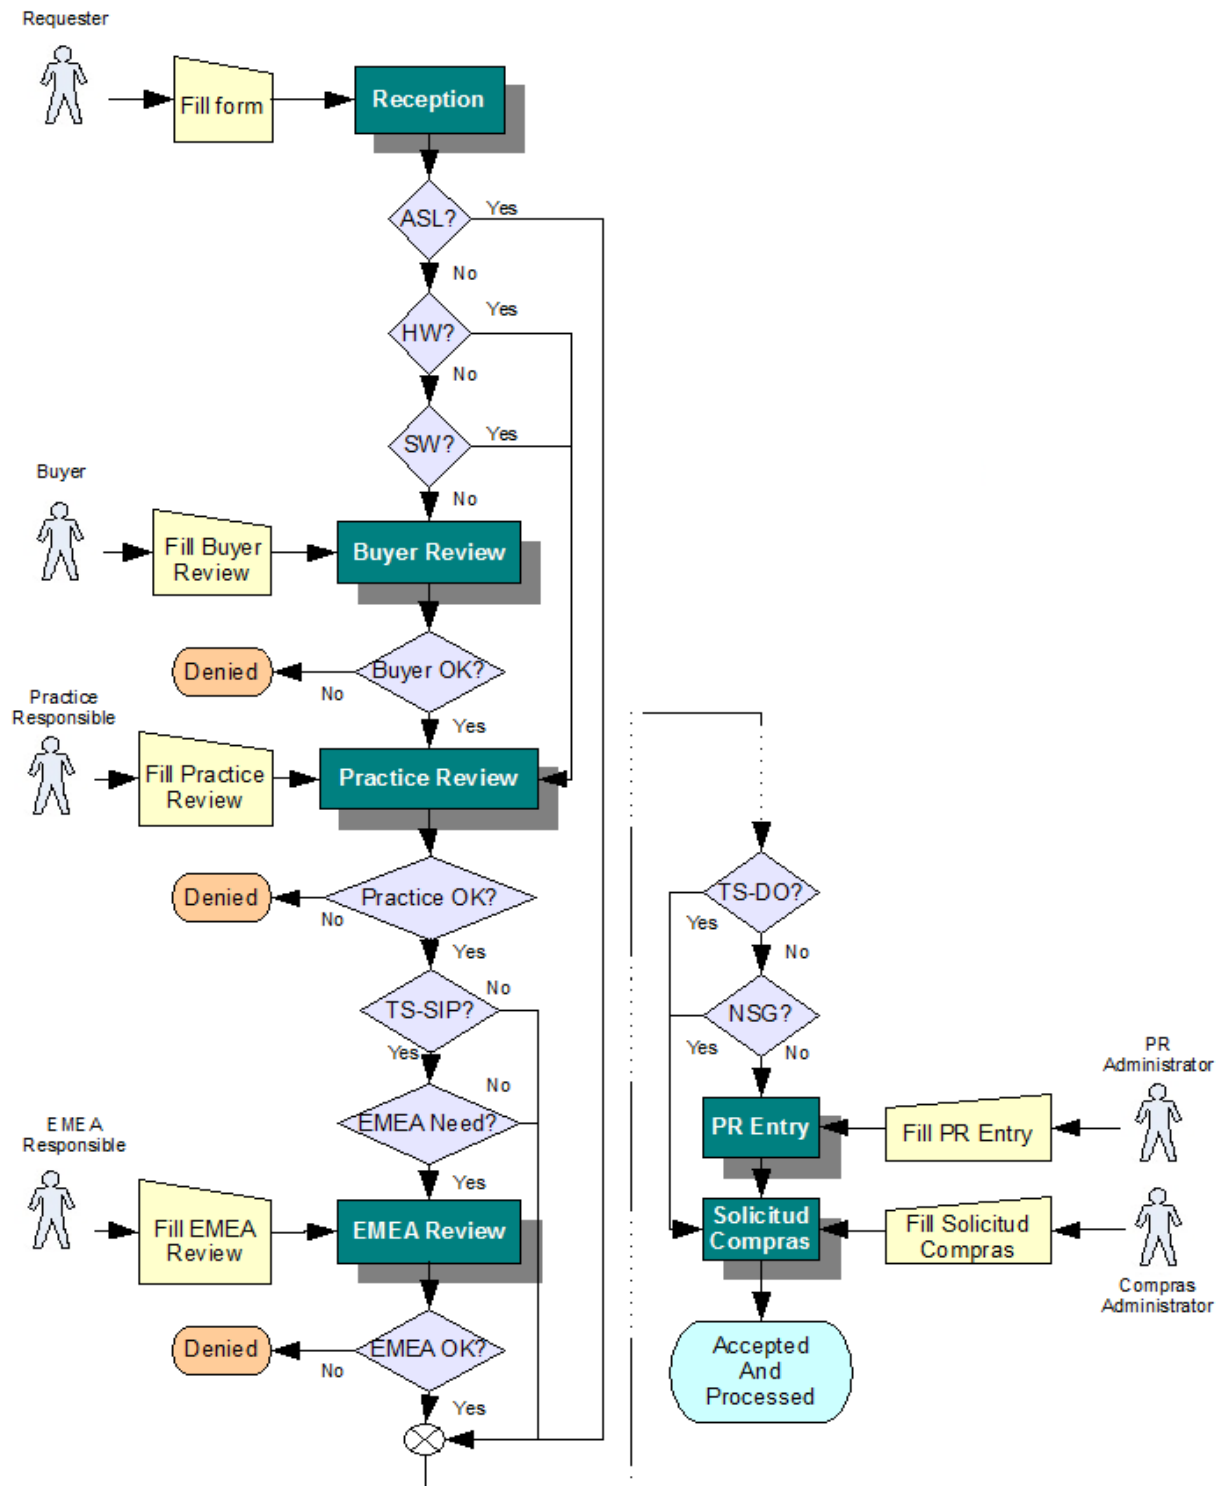 Requester
Fill form
Reception
ASL?
Yes
No
HW?
Yes
No
SW?
Yes
No
Buyer
Fill Buyer
Review
Buyer Review
Buyer OK?
Denied
No
Yes
Practice
Responsible
Fill Practice
Review
Practice Review
Practice OK?
Denied
No
Yes
TS-SIP?
No
Yes
EMEA Need?
No
Yes
EMEA
Responsible
Fill EMEA
Review
EMEA Review
EMEA OK?
Denied
No
Yes
TS-DO?
Yes
No
NSG?
Yes
No
PR
Administrator
Fill PR Entry
PR Entry
Solicitud
Compras
Fill Solicitud
Compras
Compras
Administrator
Accepted
And
Processed